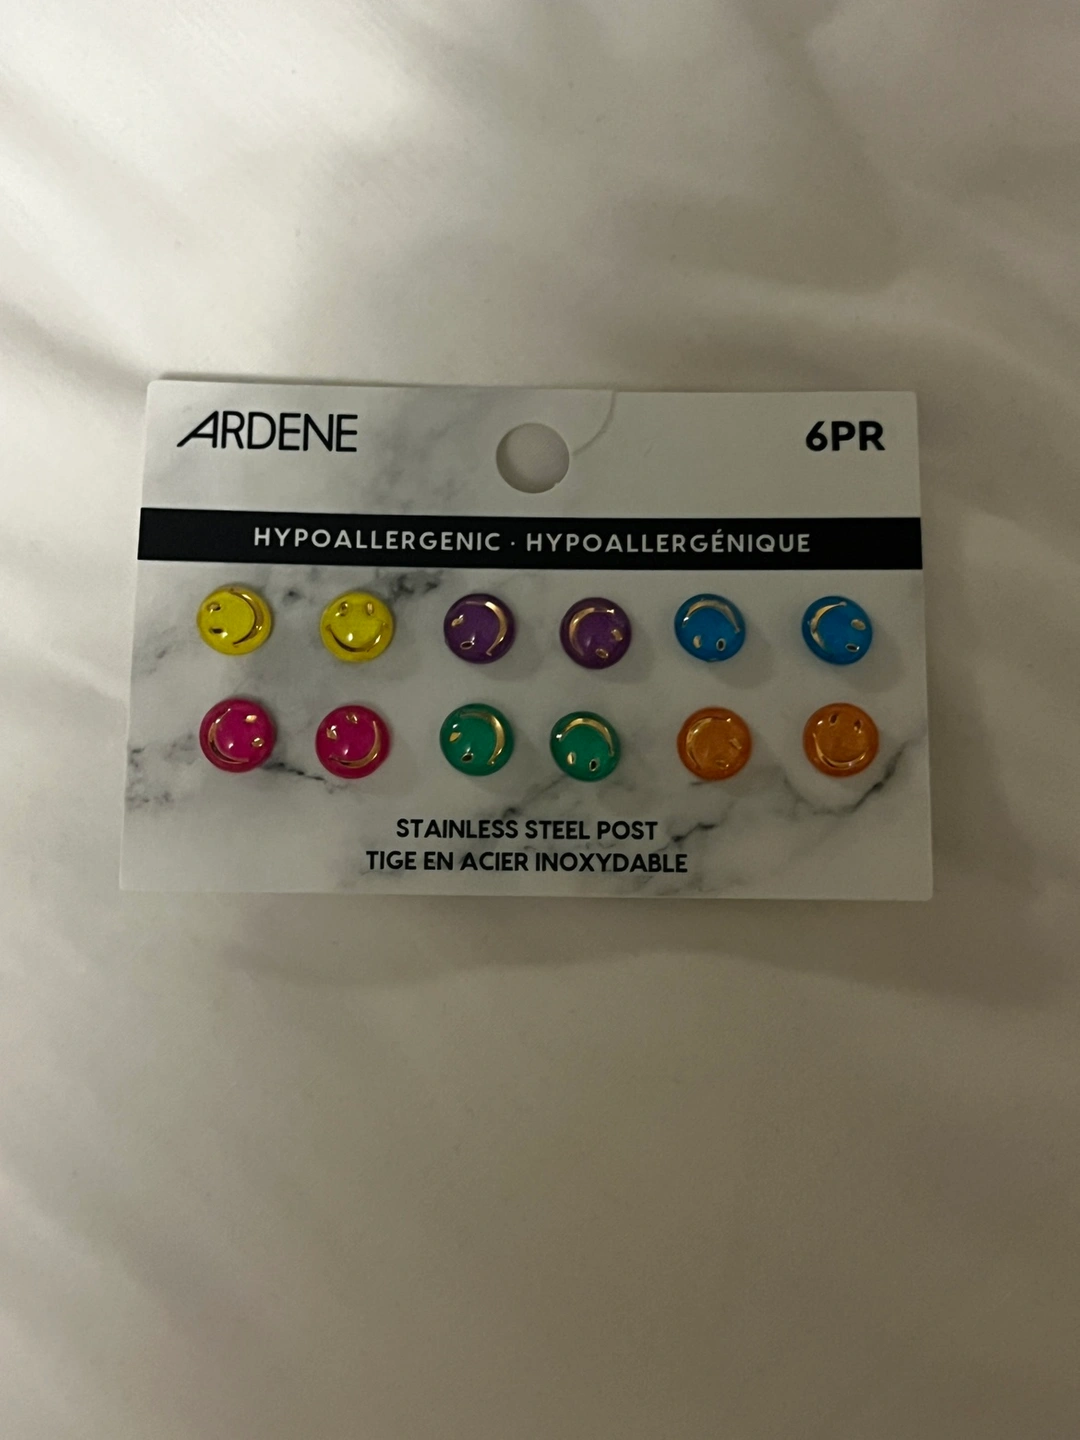 ARDENE
6PR
HYPOALLERGENIC · HYPOALLERGÉNIQUE
STAINLESS STEEL POST
TIGE EN ACIER INOXYDABLE